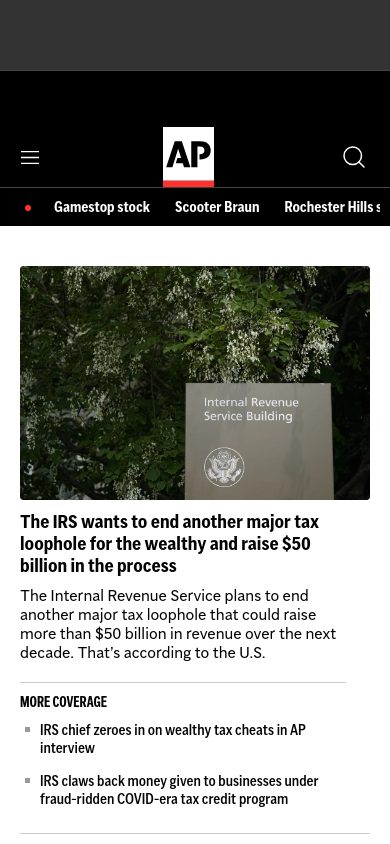 AP
Gamestop stock Scooter Braun Rochester Hills s
Internal Revenue
Service Building
The IRS wants to end another major tax
loophole for the wealthy and raise $50
billion in the process
The Internal Revenue Service plans to end
another major tax loophole that could raise
more than $50 billion in revenue over the next
decade. That’s according to the U.S.
MORE COVERAGE
IRS chief zeroes in on wealthy tax cheats in AP
interview
IRS claws back money given to businesses under
fraud-ridden COVID-era tax credit program